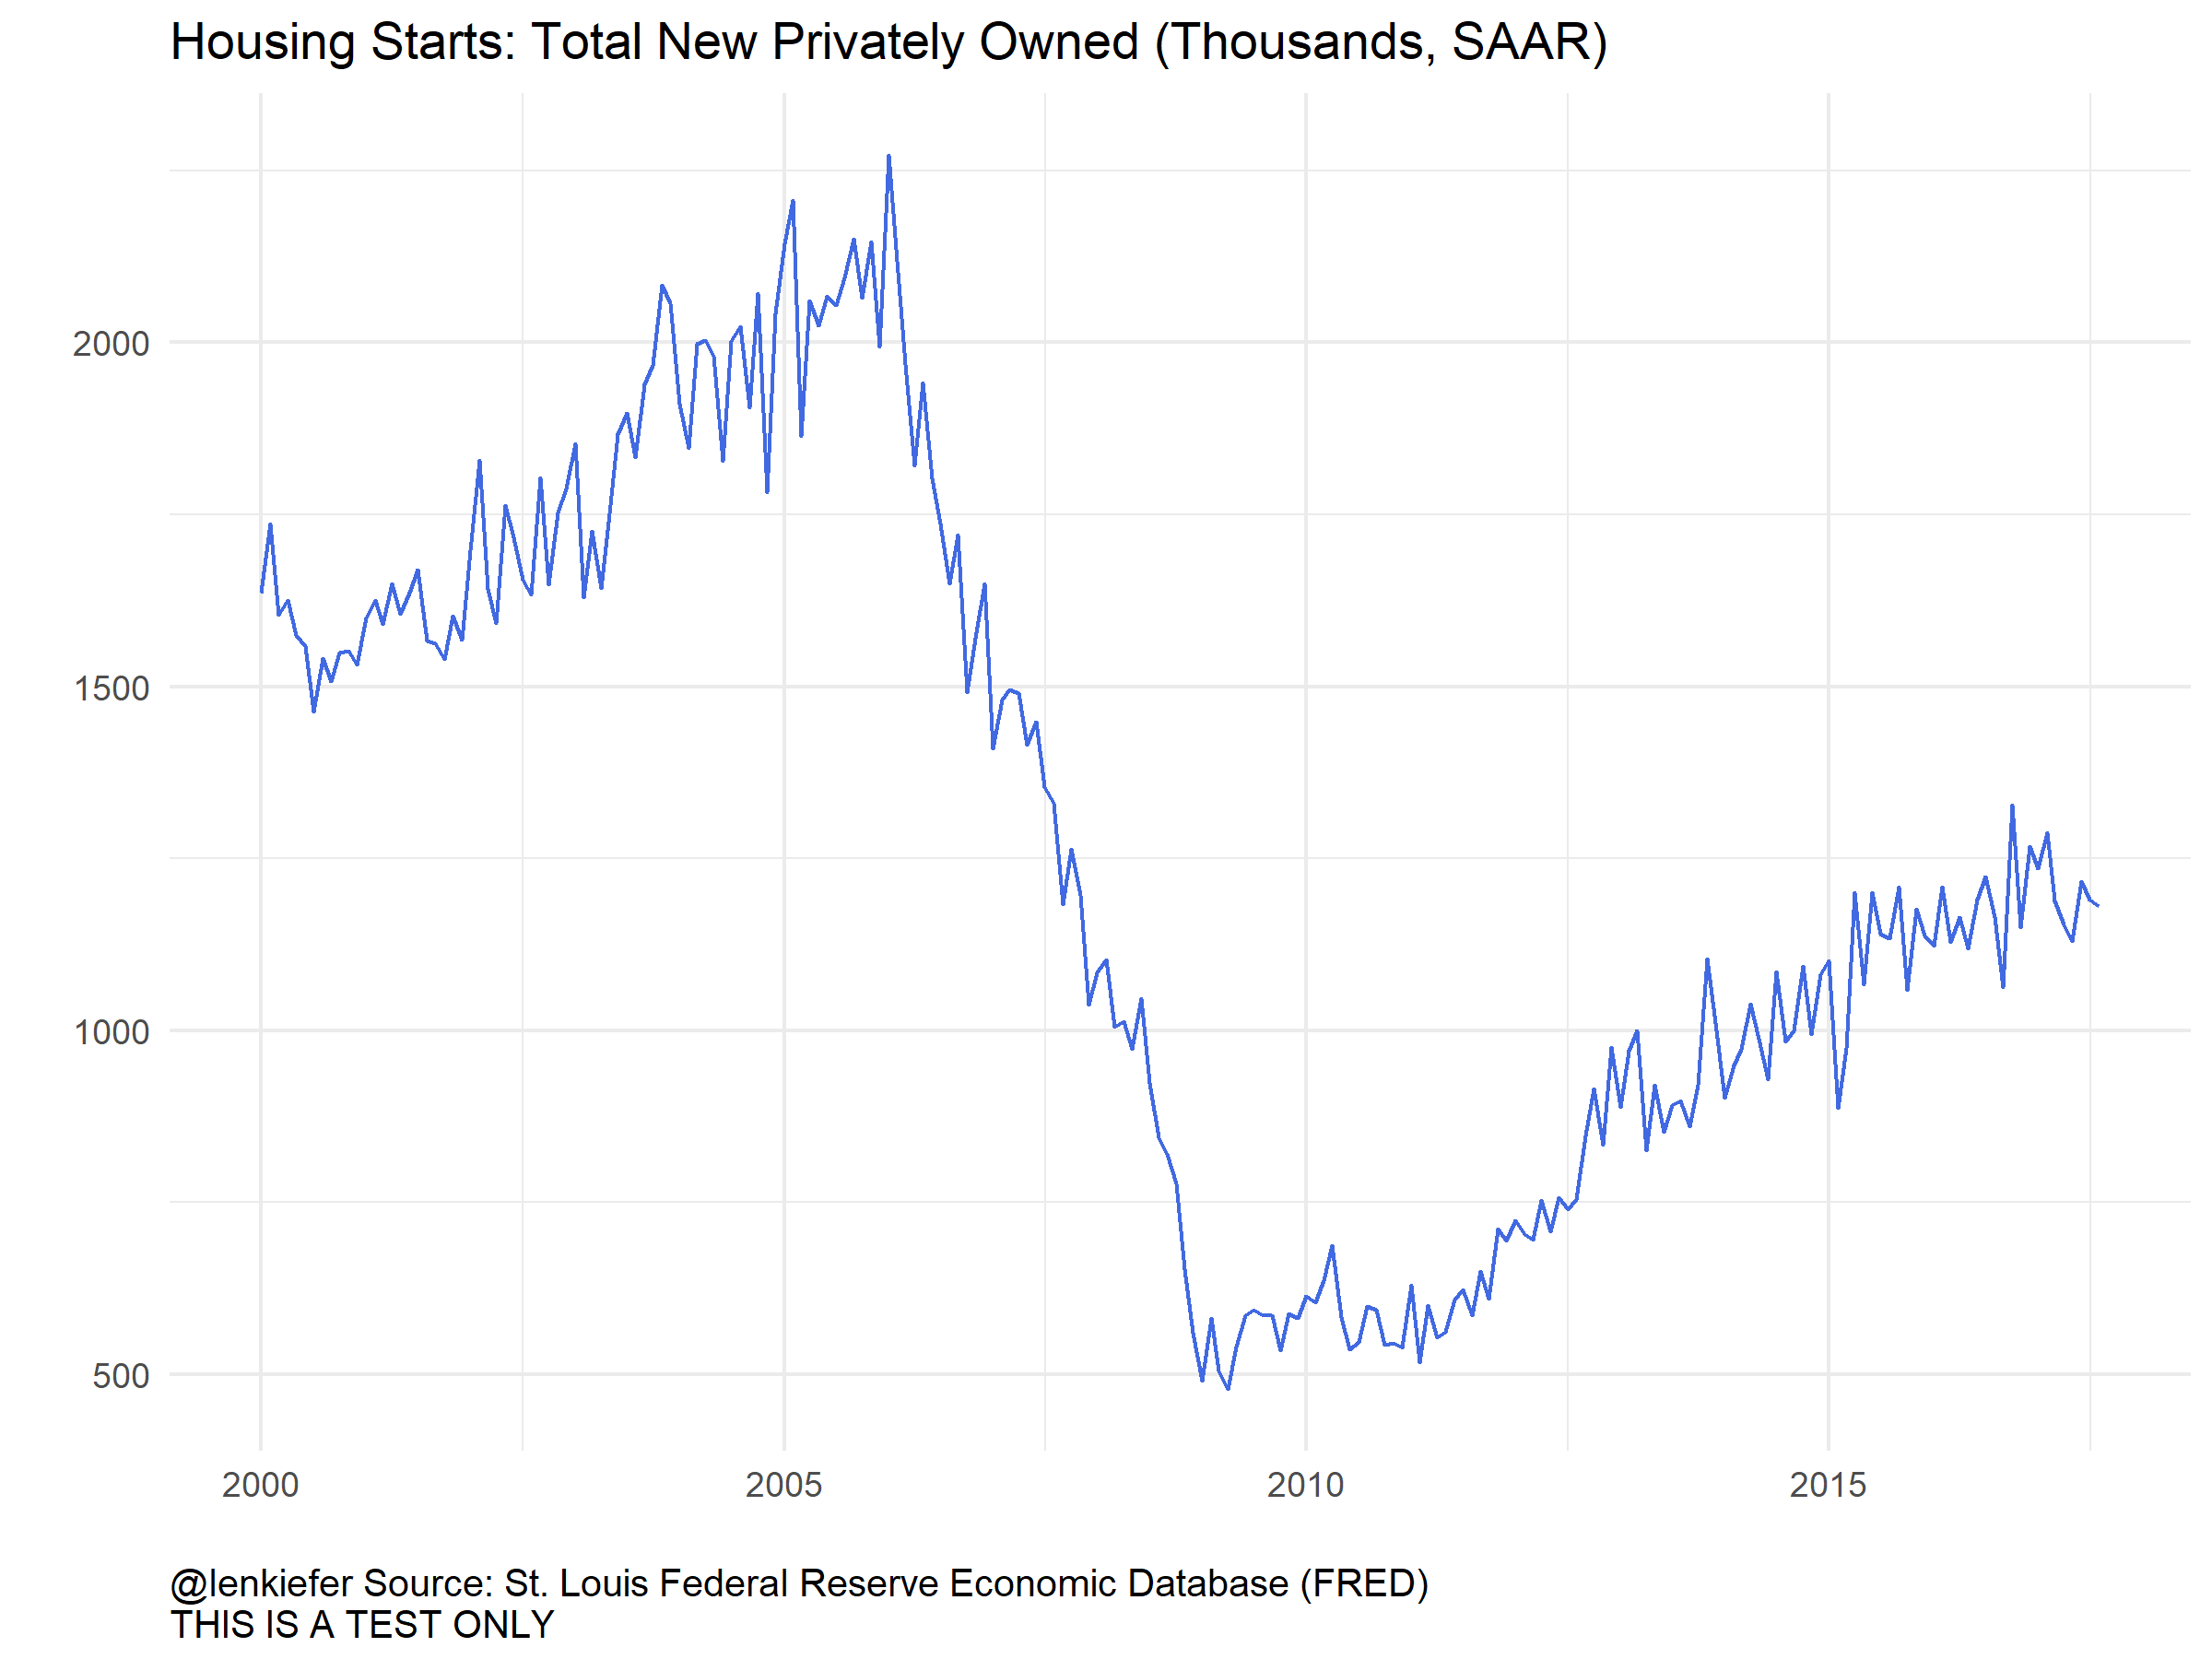 Housing Starts: Total New Privately Owned (Thousands, SAAR)
2000
1500
1000
500
2000
2005
2010
2015
@lenkiefer Source: St. Louis Federal Reserve Economic Database (FRED)
THIS IS A TEST ONLY